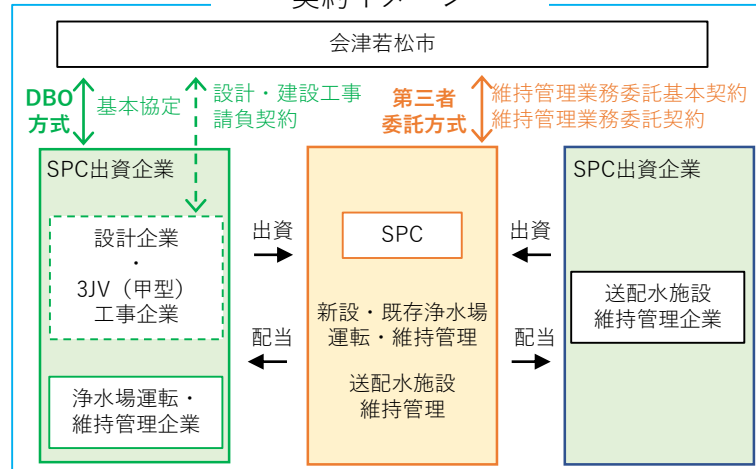 契約イメージ
会津若松市
DBO
方式
基本協定
設計・建設工事
請負契約
第三者
委託方式
維持管理業務委託基本契約
維持管理業務委託契約
SPC出資企業
設計企業
・
3JV（甲型）
工事企業
浄水場運転・
維持管理企業
出資
配当
SPC
新設・既存浄水場
運転・維持管理
送配水施設
維持管理
出資
配当
SPC出資企業
送配水施設
維持管理企業